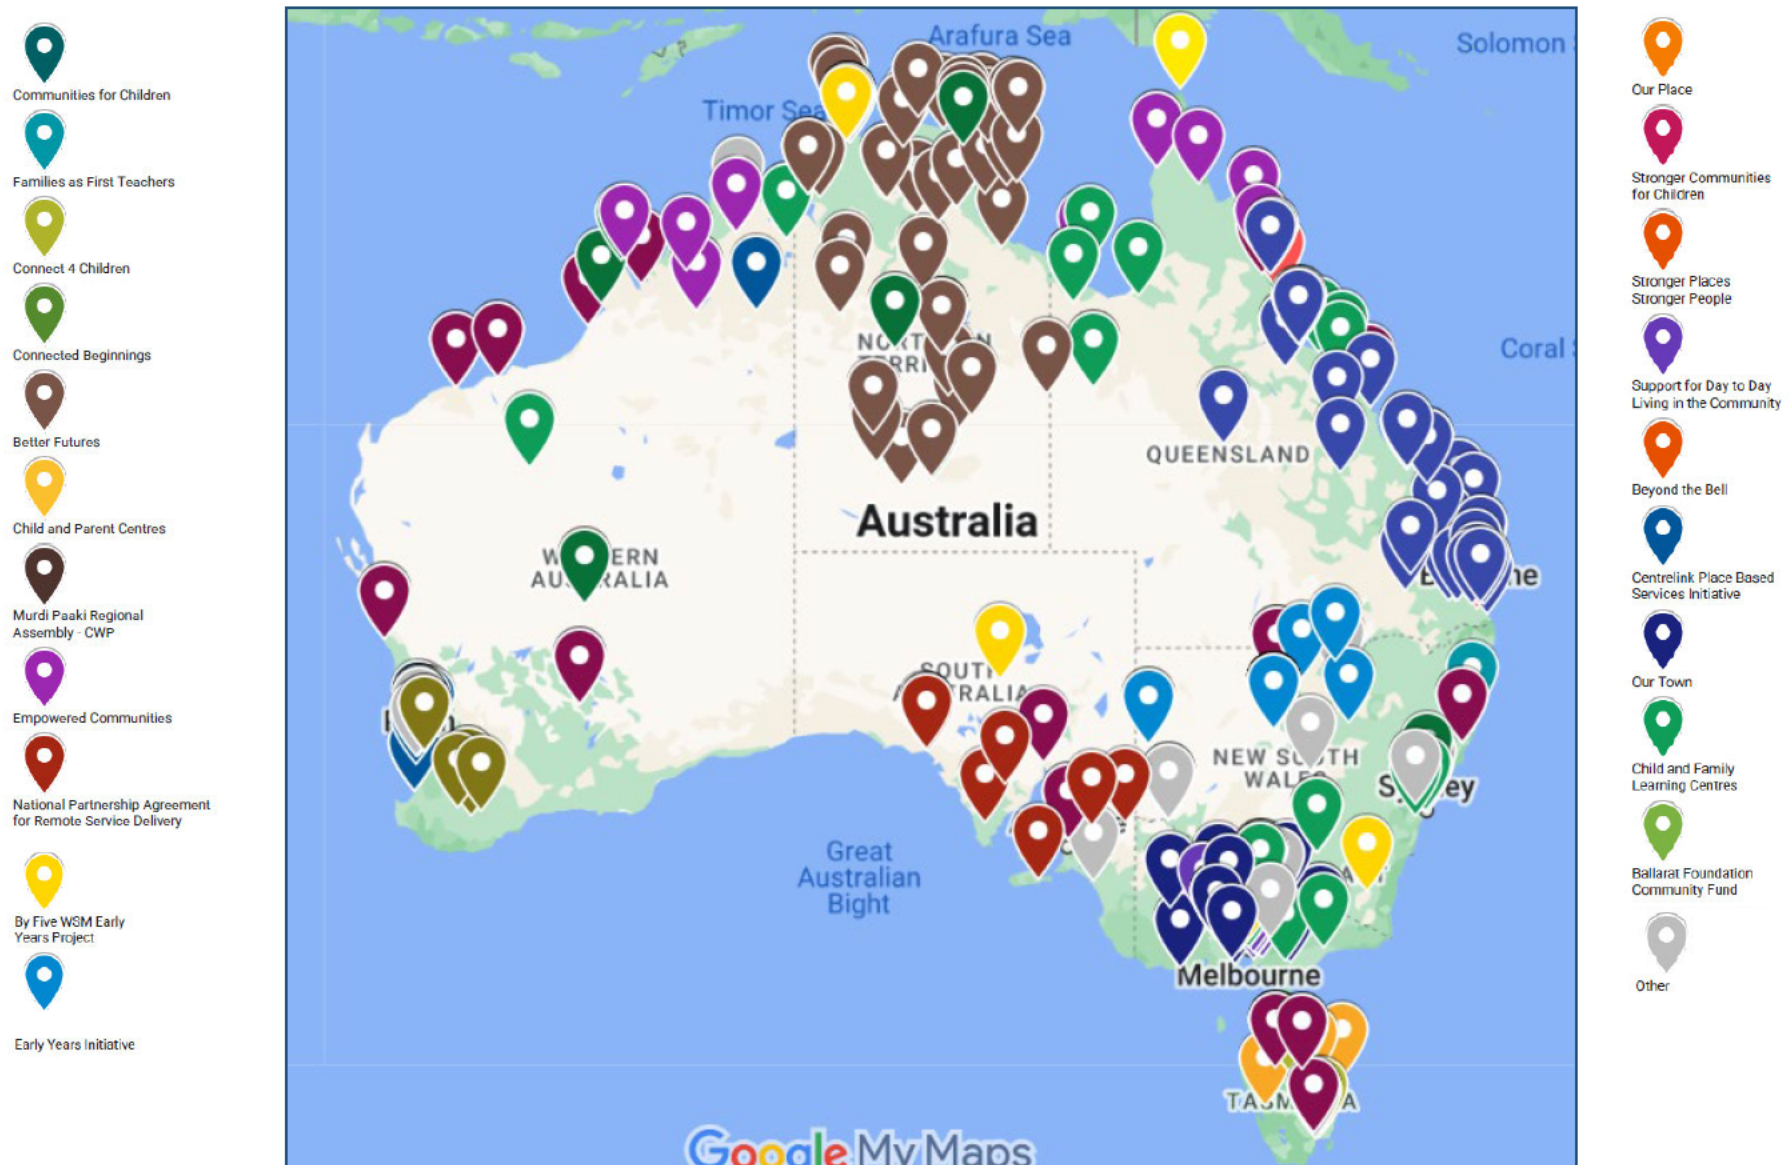 Communities for Children
Families as First Teachers
Connect 4 Children
Connected Beginnings
Better Futures
Child and Parent Centres
Murdi Paaki Regional
Assembly - CWP
Empowered Communities
National Partnership Agreement
for Remote Service Delivery
By Five WSM Early
Years Project
Early Years Initiative
Arafura Sea
Solomon
Timor Sea
Coral
QUEENSLAND
Australia
NEW SOUTH
WALES
Great
Australian
Bight
Melbourne
Google My Maps
Our Place
Stronger Communities
for Children
Stronger Places
Stronger People
Support for Day to Day
Living in the Community
Beyond the Bell
Centrelink Place Based
Services Initiative
Our Town
Child and Family
Learning Centres
Ballarat Foundation
Community Fund
Other